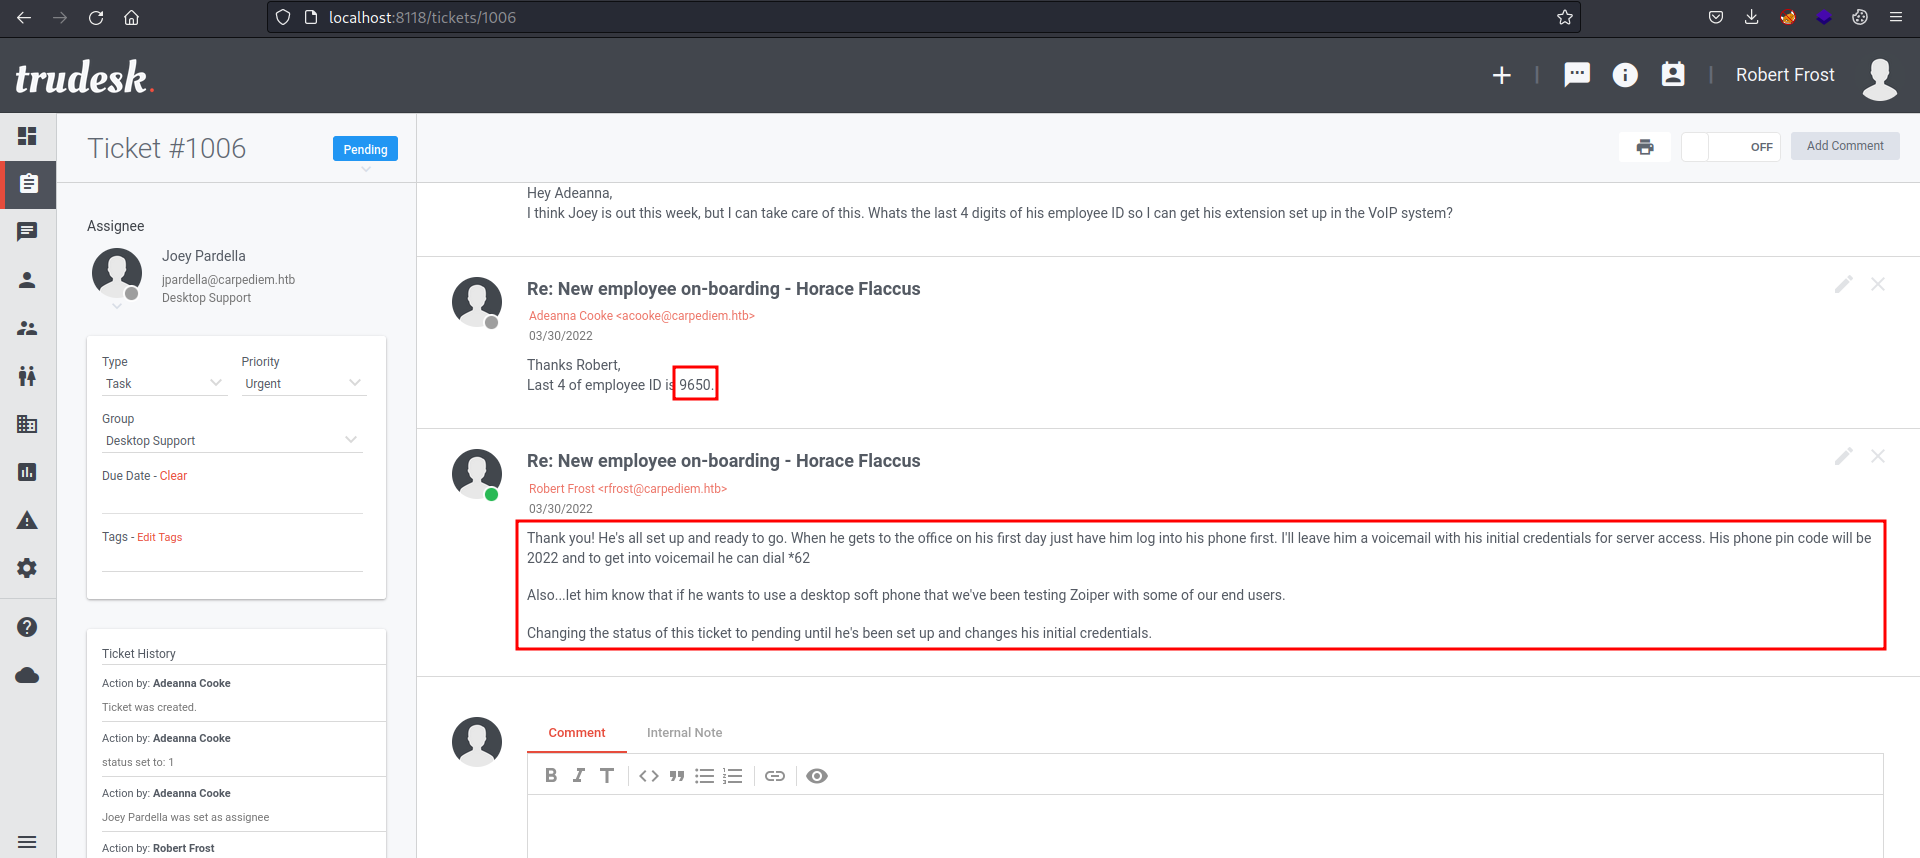 localhost:8118/tickets/1006
trudesk.
Robert Frost
Ticket #1006
Pending
OFF
Add Comment
Assignee
Joey Pardella
jpardella@carpediem.htb
Desktop Support
Type
Priority
Task
Urgent
Group
Desktop Support
Due Date - Clear
Tags - Edit Tags
Ticket History
Action by: Adeanna Cooke
Ticket was created.
Action by: Adeanna Cooke
status set to: 1
Action by: Adeanna Cooke
Joey Pardella was set as assignee
Action by: Robert Frost
Hey Adeanna,
I think Joey is out this week, but I can take care of this. Whats the last 4 digits of his employee ID so I can get his extension set up in the VoIP system?
Re: New employee on-boarding - Horace Flaccus
Adeanna Cooke <acooke@carpediem.htb>
03/30/2022
Thanks Robert,
Last 4 of employee ID is 9650.
Re: New employee on-boarding - Horace Flaccus
Robert Frost <rfrost@carpediem.htb>
03/30/2022
Thank you! He's all set up and ready to go. When he gets to the office on his first day just have him log into his phone first. I'll leave him a voicemail with his initial credentials for server access. His phone pin code will be
2022 and to get into voicemail he can dial *62
Also...let him know that if he wants to use a desktop soft phone that we've been testing Zoiper with some of our end users.
Changing the status of this ticket to pending until he's been set up and changes his initial credentials.
Comment
Internal Note